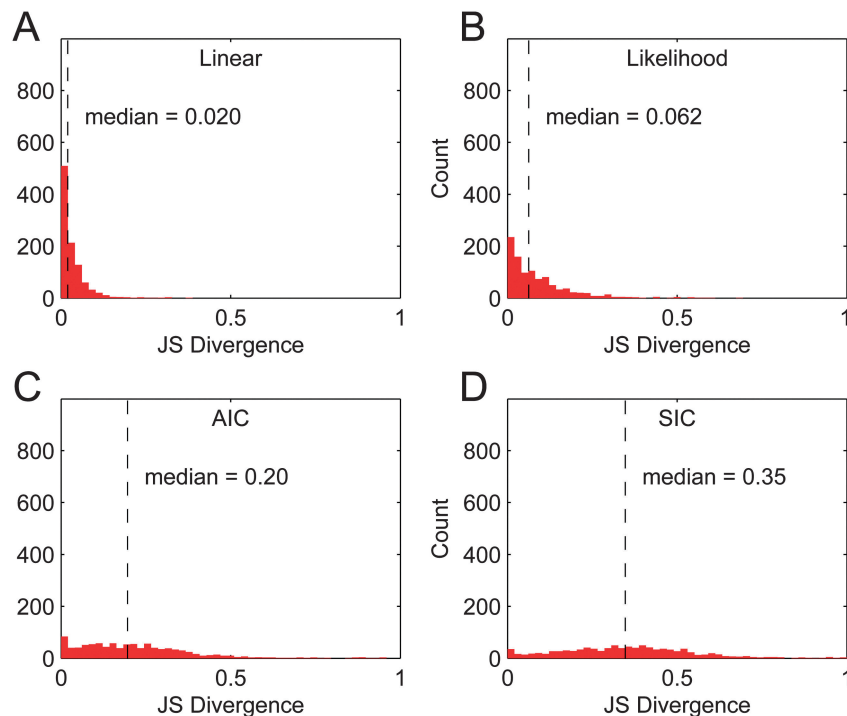 A
Linear
800
600
400
200
0
median = 0.020
0
0.5
1
JS Divergence
B
Likelihood
Count
800
600
400
200
0
median = 0.062
0
0.5
1
JS Divergence
C
AIC
800
600
400
200
0
median = 0.20
0
0.5
1
JS Divergence
D
SIC
Count
800
600
400
200
0
median = 0.35
0
0.5
1
JS Divergence